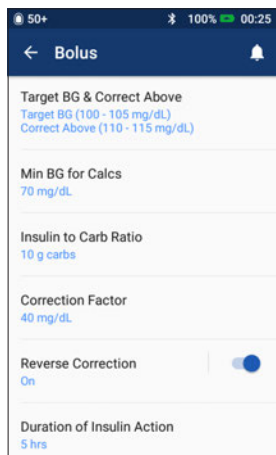 50+ 100% 00:25
Bolus
Target BG & Correct Above
Target BG (100 - 105 mg/dL)
Correct Above (110 - 115 mg/dL)
Min BG for Calcs
70 mg/dL
Insulin to Carb Ratio
10 g carbs
Correction Factor
40 mg/dL
Reverse Correction
On
Duration of Insulin Action
5 hrs